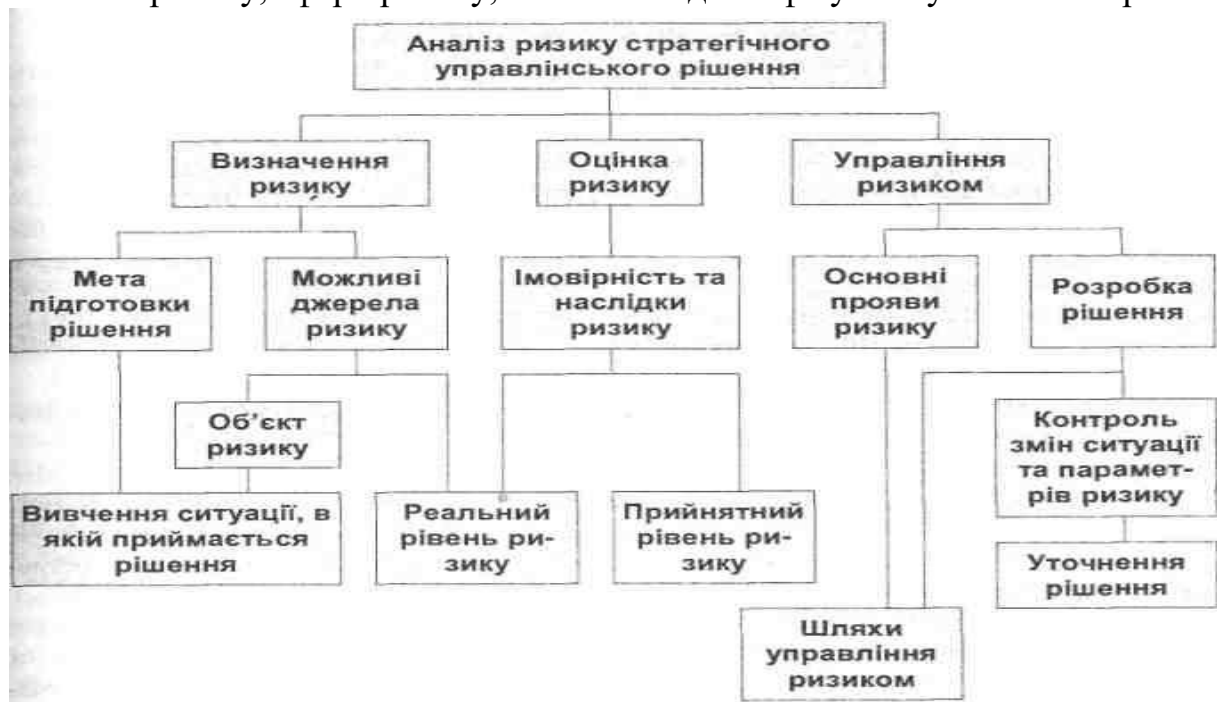 Аналіз ризику стратегічного
управлінського рішення
Визначення
ризику
Оцінка
ризику
Управління
ризиком
Мета
підготовки
рішення
Можливі
джерела
ризику
Імовірність та
наслідки
ризику
Основні
прояви
ризику
Розробка
рішення
Об'єкт
ризику
Контроль
змін ситуації
та парамет-
рів ризику
Вивчення ситуації, в
якій приймається
рішення
Реальний
рівень ри-
зику
Прийнятний
рівень ри-
зику
Уточнення
рішення
Шляхи
управління
ризиком